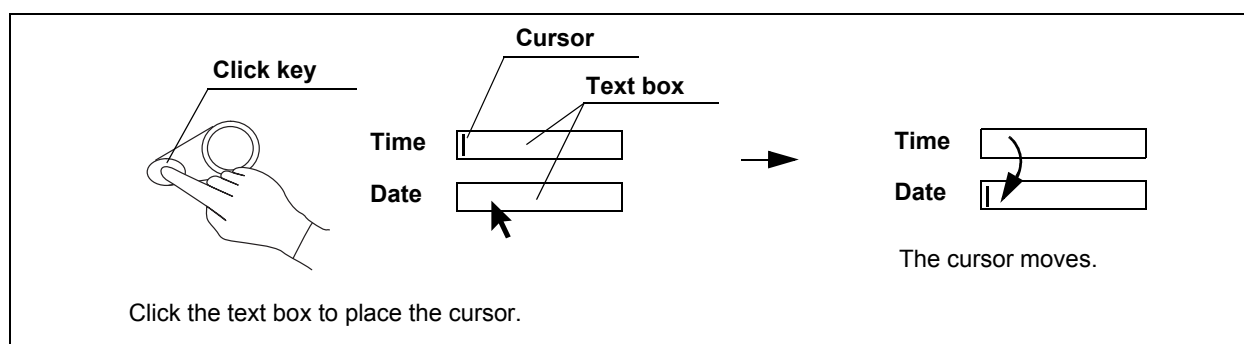 Cursor
Click key
Text box
Time
Date
Time
Date
The cursor moves.
Click the text box to place the cursor.